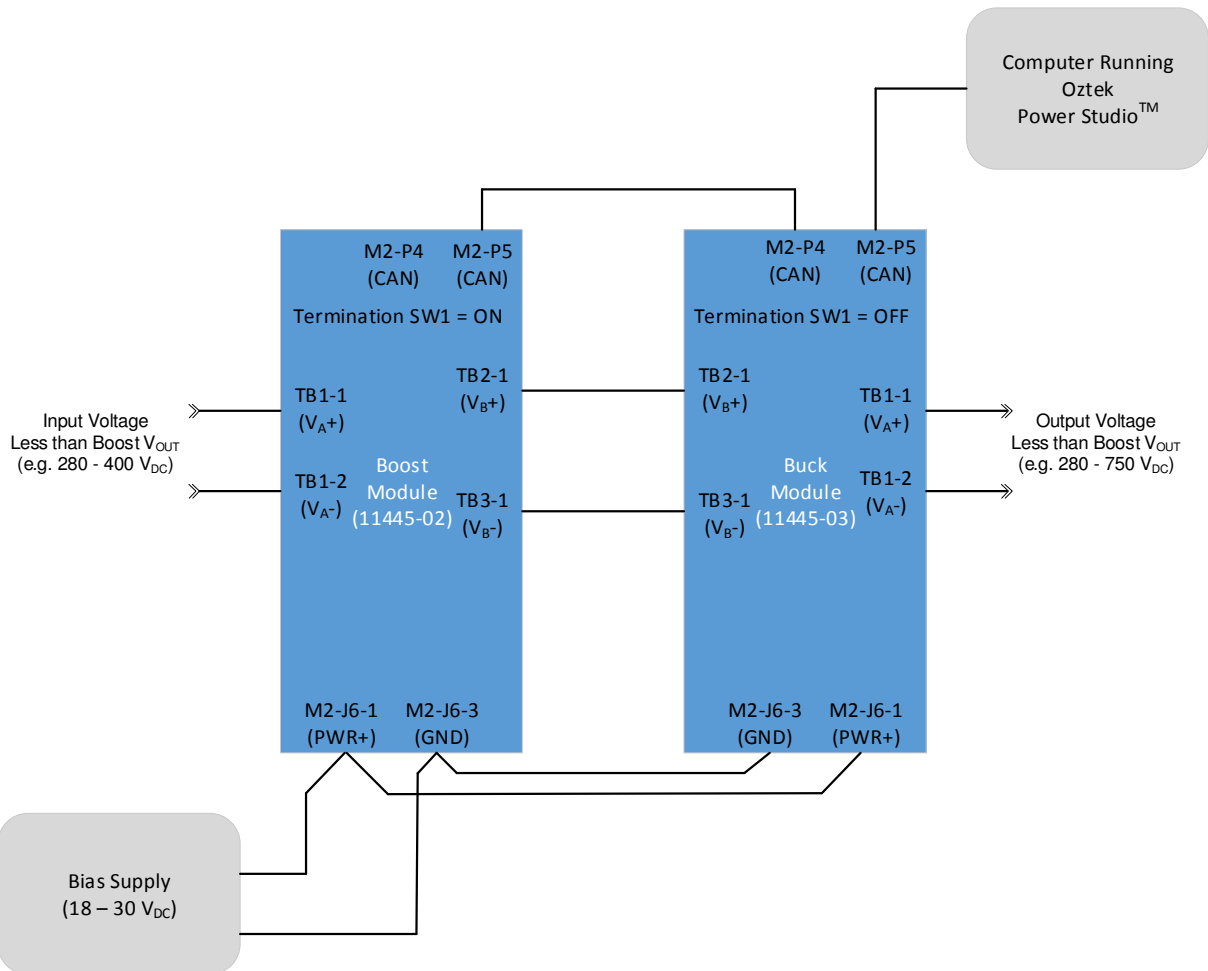 Computer Running
Oztek
Power Studio™
M2-P4
(CAN)
M2-P5
(CAN)
Termination SW1 = ON
TB1-1
(VA+)
TB2-1
(VB+)
TB1-2
(VA-)
Boost
Module
(11445-02)
TB3-1
(VB-)
M2-J6-1
(PWR+)
M2-J6-3
(GND)
M2-P4
(CAN)
M2-P5
(CAN)
Termination SW1 = OFF
TB2-1
(VB+)
TB1-1
(VA+)
TB3-1
(VB-)
Buck
Module
(11445-03)
TB1-2
(VA-)
M2-J6-3
(GND)
M2-J6-1
(PWR+)
Input Voltage
Less than Boost VOUT
(e.g. 280 - 400 VDC)
Output Voltage
Less than Boost VOUT
(e.g. 280 - 750 VDC)
Bias Supply
(18 – 30 VDC)